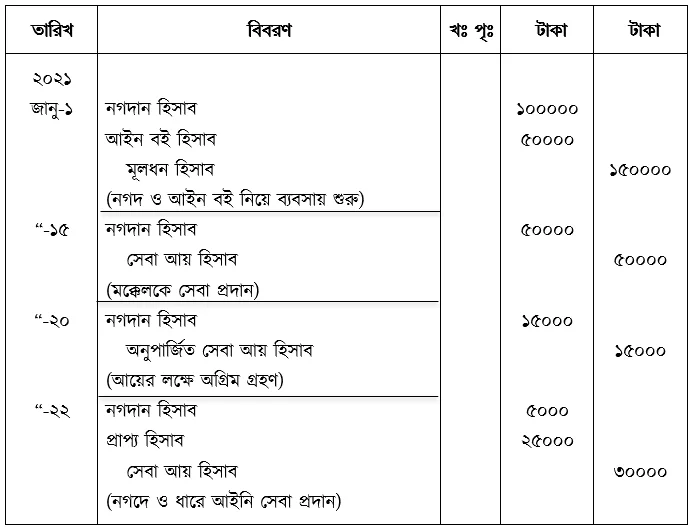 তারিখ বিবরণ খঃ পৃঃ টাকা টাকা
২০২১
জানু-১ নগদান হিসাব ১০০০০০
আইন বই হিসাব ৫০০০০
মূলধন হিসাব ১৫০০০০
(নগদ ও আইন বই নিয়ে ব্যবসায় শুরু)
“-১৫ নগদান হিসাব ৫০০০০
সেবা আয় হিসাব ৫০০০০
(মক্কেলকে সেবা প্রদান)
“-২০ নগদান হিসাব ১৫০০০
অনুপার্জিত সেবা আয় হিসাব ১৫০০০
(আয়ের লক্ষে অগ্রিম গ্রহণ)
“-২২ নগদান হিসাব ৫০০০
প্রাপ্য হিসাব ২৫০০০
সেবা আয় হিসাব ৩০০০০
(নগদে ও ধারে আইনি সেবা প্রদান)